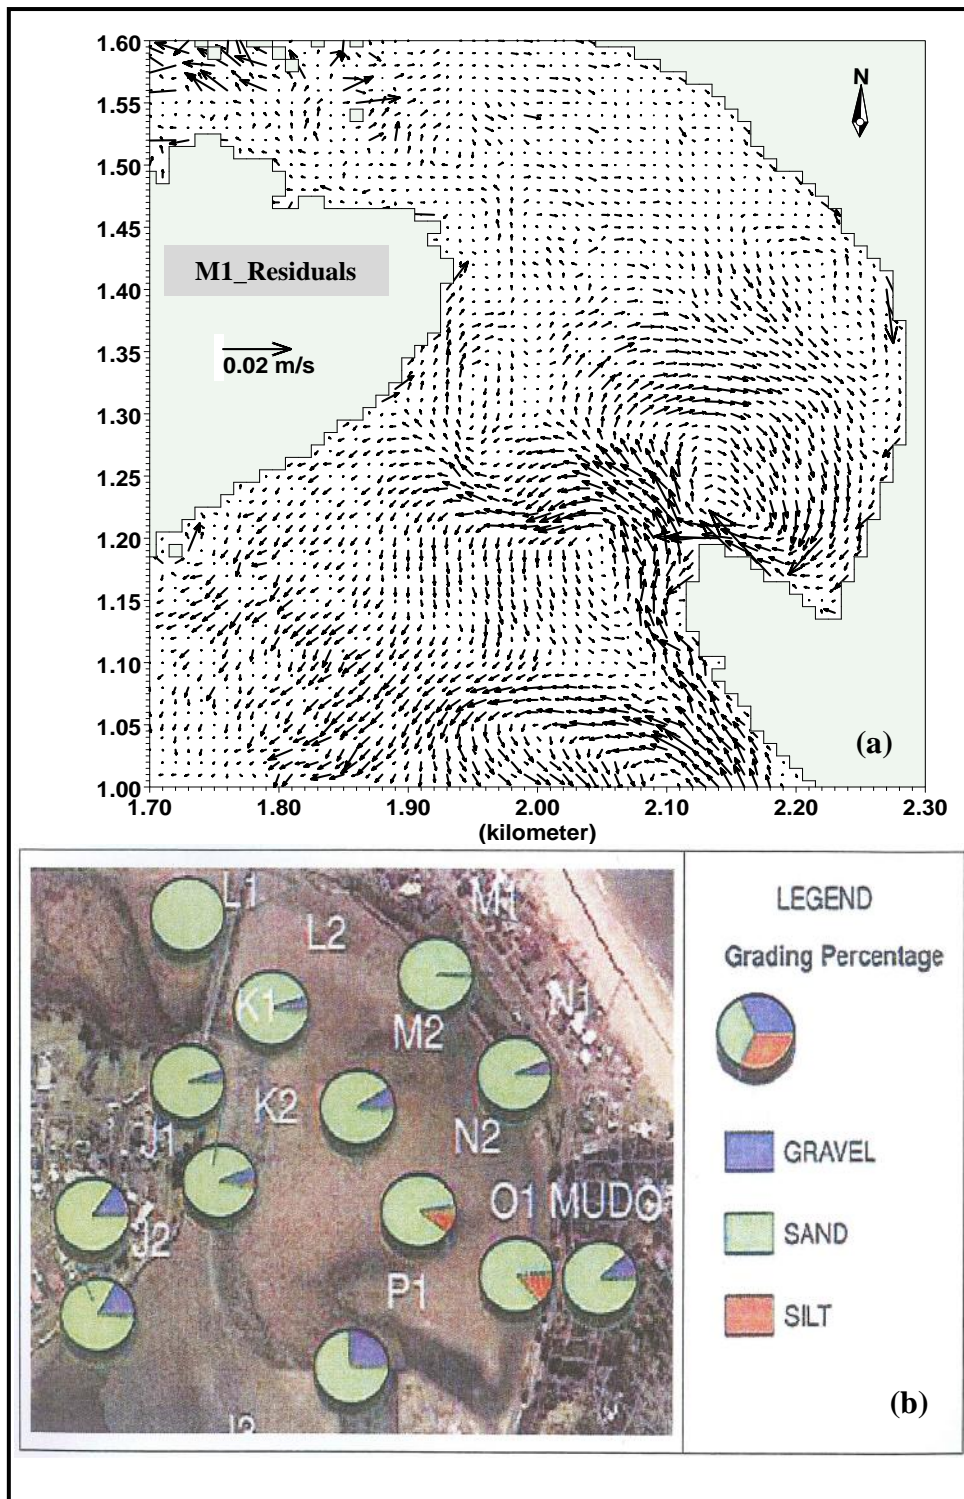 1.60
1.55
1.50
1.45
1.40
1.35
1.30
1.25
1.20
1.15
1.10
1.05
1.00
N
M1_Residuals
0.02 m/s
(a)
1.70 1.80 1.90 2.00 2.10 2.20 2.30
(kilometer)
L1
L2
M1
K1
M2
N1
K2
J1
N2
J2
O1 MUDO
P1
LEGEND
Grading Percentage
GRAVEL
SAND
SILT
(b)